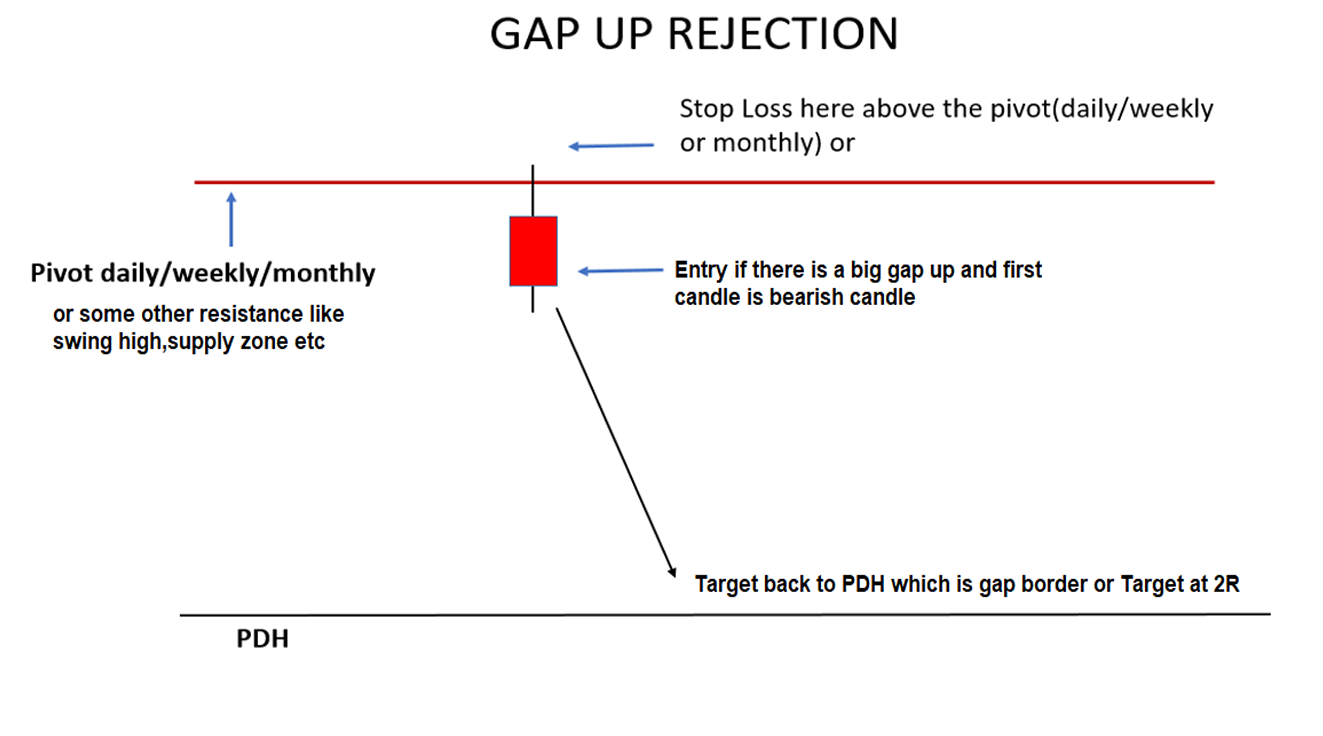 GAP UP REJECTION
Stop Loss here above the pivot(daily/weekly
or monthly) or
Pivot daily/weekly/monthly
or some other resistance like
swing high,supply zone etc
Entry if there is a big gap up and first
candle is bearish candle
Target back to PDH which is gap border or Target at 2R
PDH